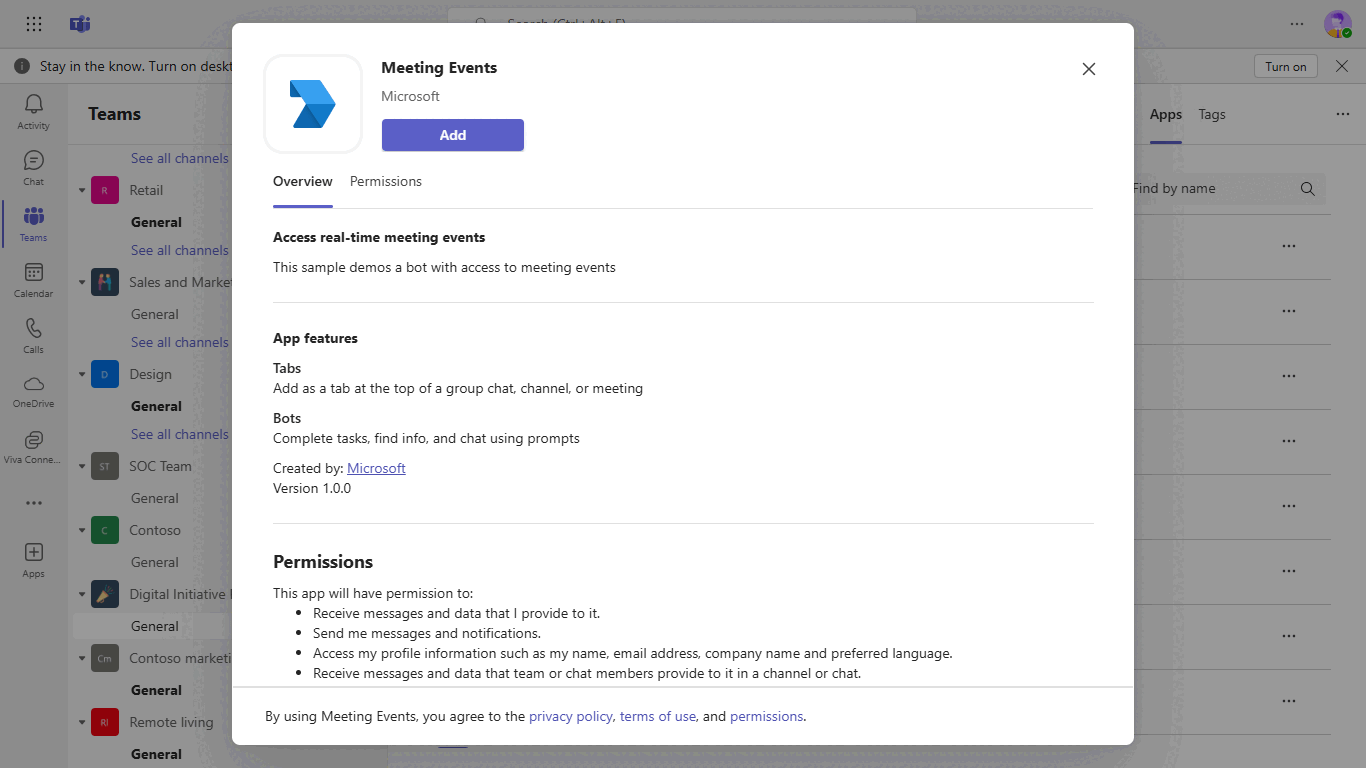 Search (Ctrl+Alt+E)
Stay in the know. Turn on deskt
Turn on
Activity
Chat
Teams
Calendar
Calls
OneDrive
Viva Conne...
Apps
Teams
See all channels
R
Retail
General
See all channels
Sales and Market
General
See all channels
D
Design
General
See all channels
ST
SOC Team
General
C
Contoso
General
Digital Initiative
General
Cm
Contoso marketi
General
RI
Remote living
General
Apps
Tags
Find by name
Meeting Events
Microsoft
Add
Overview
Permissions
Access real-time meeting events
This sample demos a bot with access to meeting events
App features
Tabs
Add as a tab at the top of a group chat, channel, or meeting
Bots
Complete tasks, find info, and chat using prompts
Created by: Microsoft
Version 1.0.0
Permissions
This app will have permission to:
Receive messages and data that I provide to it.
Send me messages and notifications.
Access my profile information such as my name, email address, company name and preferred language.
Receive messages and data that team or chat members provide to it in a channel or chat.
By using Meeting Events, you agree to the privacy policy, terms of use, and permissions.